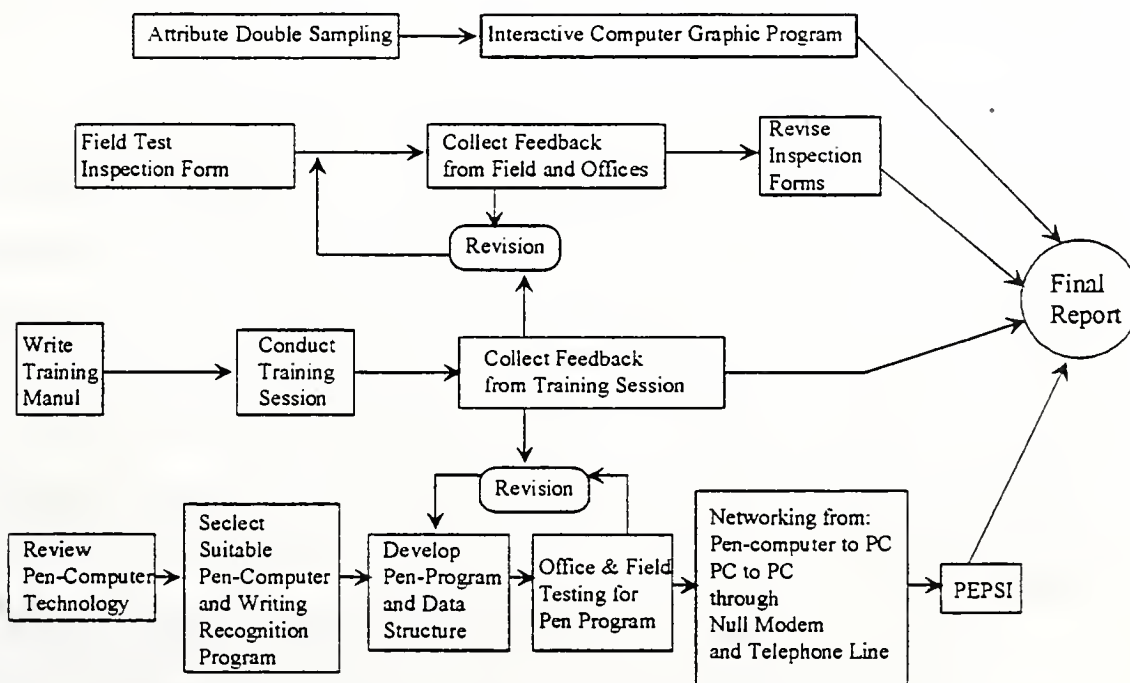 Attribute Double Sampling
Interactive Computer Graphic Program
Field Test
Inspection Form
Collect Feedback
from Field and Offices
Revise
Inspection
Forms
Revision
Final
Report
Write
Training
Manul
Conduct
Training
Session
Collect Feedback
from Training Session
Revision
Review
Pen-Computer
Technology
Seclect
Suitable
Pen-Computer
and Writing
Recognition
Program
Develop
Pen-Program
and Data
Structure
Office & Field
Testing for
Pen Program
Networking from:
Pen-computer to PC
PC to PC
through
Null Modem
and Telephone Line
PEPSI